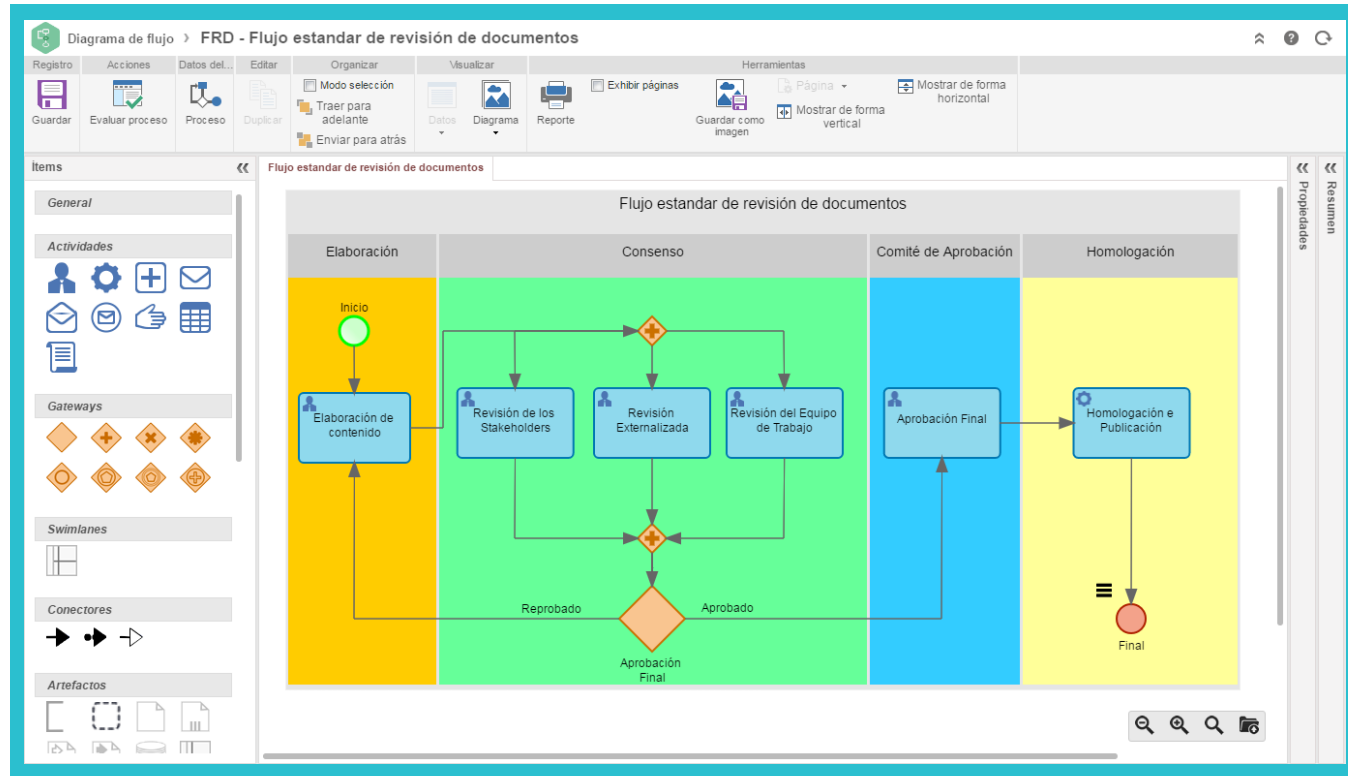 Diagrama de flujo > FRD - Flujo estandar de revisión de documentos
Registro Acciones Datos del... Editar Organizar Visualizar Herramientas
Guardar
Evaluar proceso
Proceso
Duplicar
Modo selección
Traer para
adelante
Enviar para atrás
Datos
Diagrama
Reporte
Exhibir páginas
Guardar como
imagen
Página
Mostrar de forma
vertical
Mostrar de forma
horizontal
Ítems
Flujo estandar de revisión de documentos
Propiedades
Resumen
General
Actividades
Gateways
Swimlanes
Conectores
Artefactos
Flujo estandar de revisión de documentos
Elaboración Consenso Comité de Aprobación Homologación
Inicio
Elaboración de
contenido
Revisión de los
Stakeholders
Revisión
Externalizada
Revisión del Equipo
de Trabajo
Aprobación Final
Homologación e
Publicación
Reprobado
Aprobado
Aprobación
Final
Final